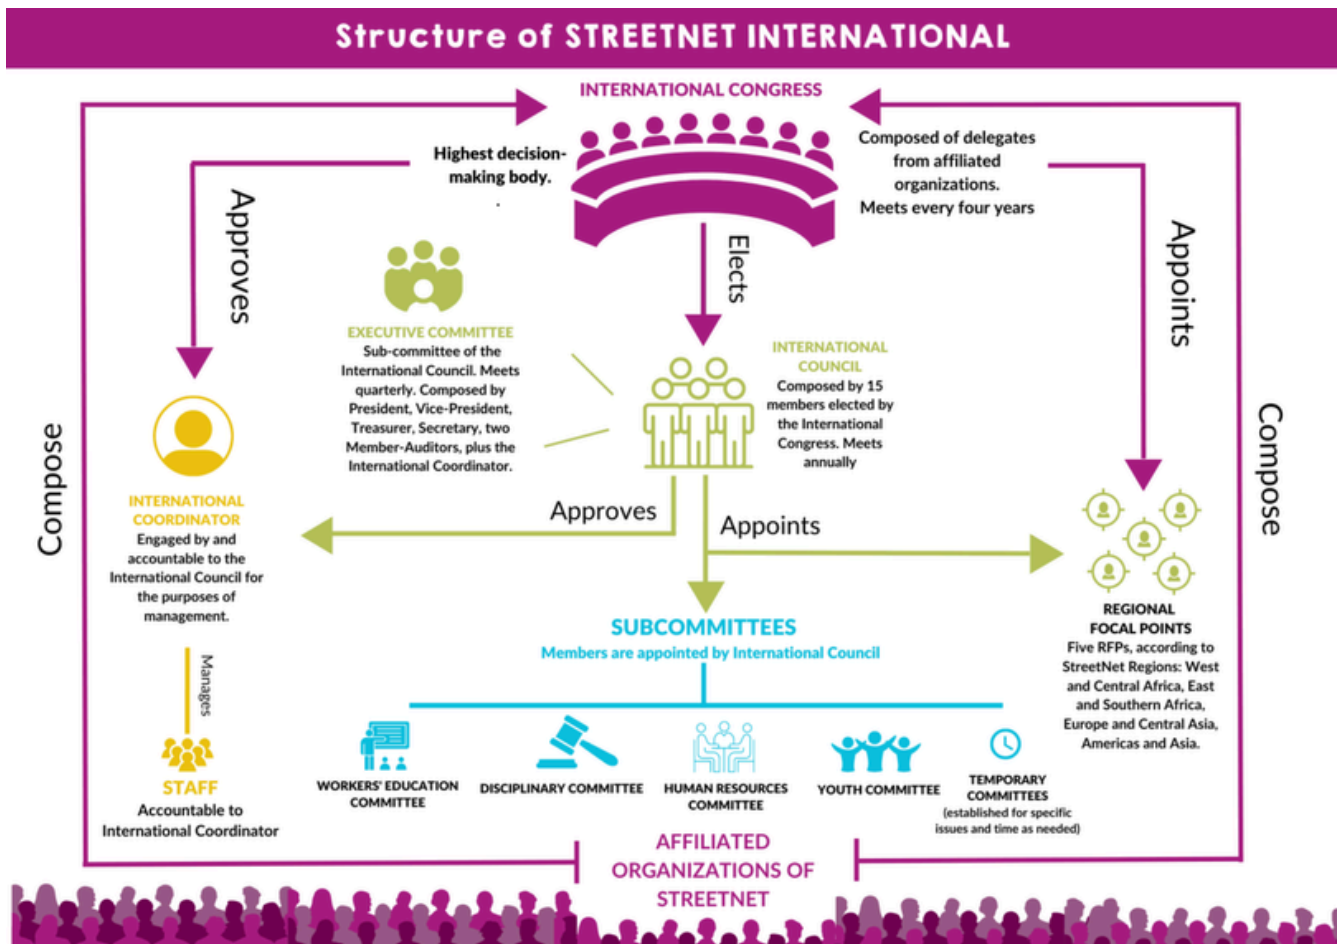 Structure of STREETNET INTERNATIONAL
INTERNATIONAL CONGRESS
Highest decision-
making body.
.
Composed of delegates
from affiliated
organizations.
Meets every four years
Approves
Elects
Appoints
EXECUTIVE COMMITTEE
Sub-committee of the
International Council. Meets
quarterly. Composed by
President, Vice-President,
Treasurer, Secretary, two
Member-Auditors, plus the
International Coordinator.
INTERNATIONAL
COUNCIL
Composed by 15
members elected by
the International
Congress. Meets
annually
Compose
Compose
INTERNATIONAL
COORDINATOR
Engaged by and
accountable to the
International Council for
the purposes of
management.
Approves
Appoints
REGIONAL
FOCAL POINTS
Five RFPs, according to
StreetNet Regions: West
and Central Africa, East
and Southern Africa,
Europe and Central Asia,
Americas and Asia.
SUBCOMMITTEES
Members are appointed by International Council
Manages
STAFF
Accountable to
International Coordinator
WORKERS' EDUCATION
COMMITTEE
DISCIPLINARY COMMITTEE
HUMAN RESOURCES
COMMITTEE
YOUTH COMMITTEE
TEMPORARY
COMMITTEES
(established for specific
issues and time as needed)
AFFILIATED
ORGANIZATIONS OF
STREETNET